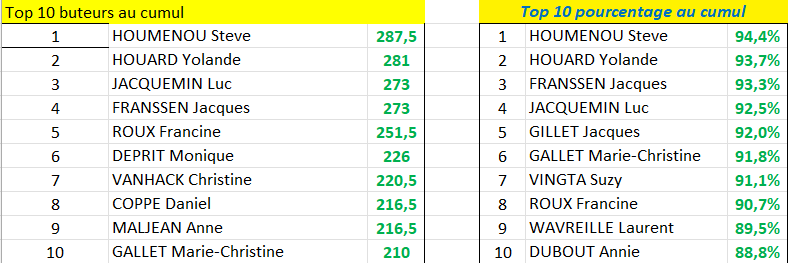 Top 10 buteurs au cumul
1 HOUMENOU Steve 287,5
2 HOUARD Yolande 281
3 JACQUEMIN Luc 273
4 FRANSSEN Jacques 273
5 ROUX Francine 251,5
6 DEPRIT Monique 226
7 VANHACK Christine 220,5
8 COPPE Daniel 216,5
9 MALJEAN Anne 216,5
10 GALLET Marie-Christine 210
Top 10 pourcentage au cumul
1 HOUMENOU Steve 94,4%
2 HOUARD Yolande 93,7%
3 FRANSSEN Jacques 93,3%
4 JACQUEMIN Luc 92,5%
5 GILLET Jacques 92,0%
6 GALLET Marie-Christine 91,8%
7 VINGTA Suzy 91,1%
8 ROUX Francine 90,7%
9 WAVREILLE Laurent 89,5%
10 DUBOUT Annie 88,8%